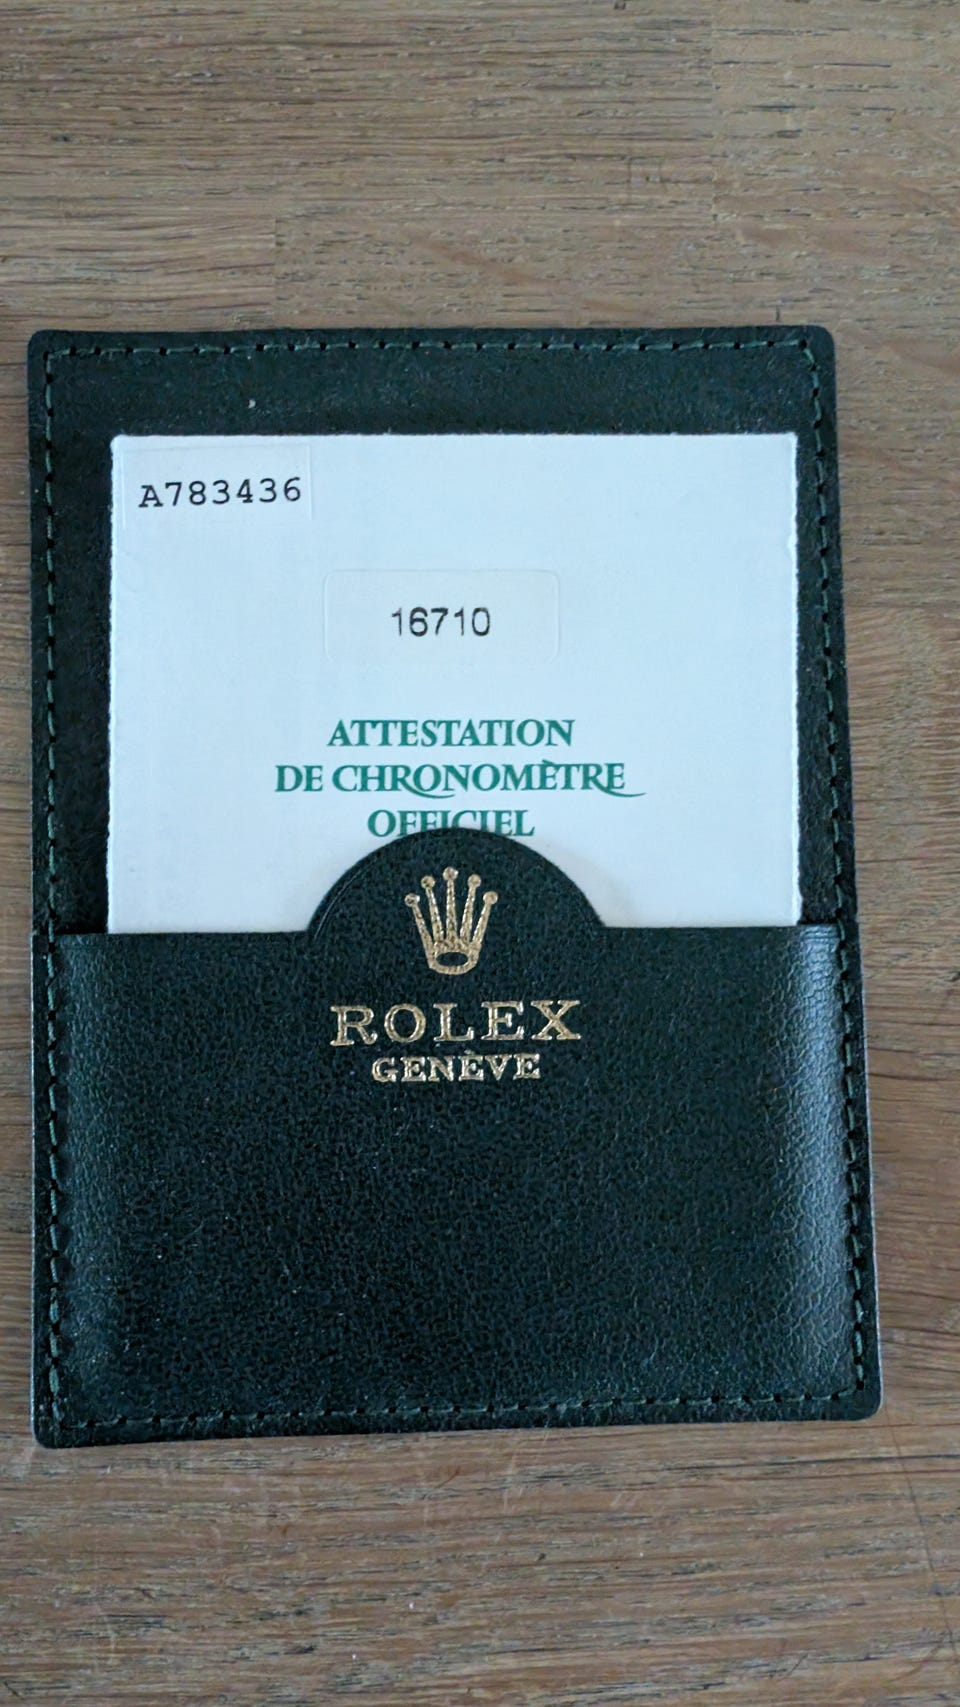 A783436
16710
ATTESTATION
DE CHRONOMÈTRE
OFFICIEL
ROLEX
GENÈVE